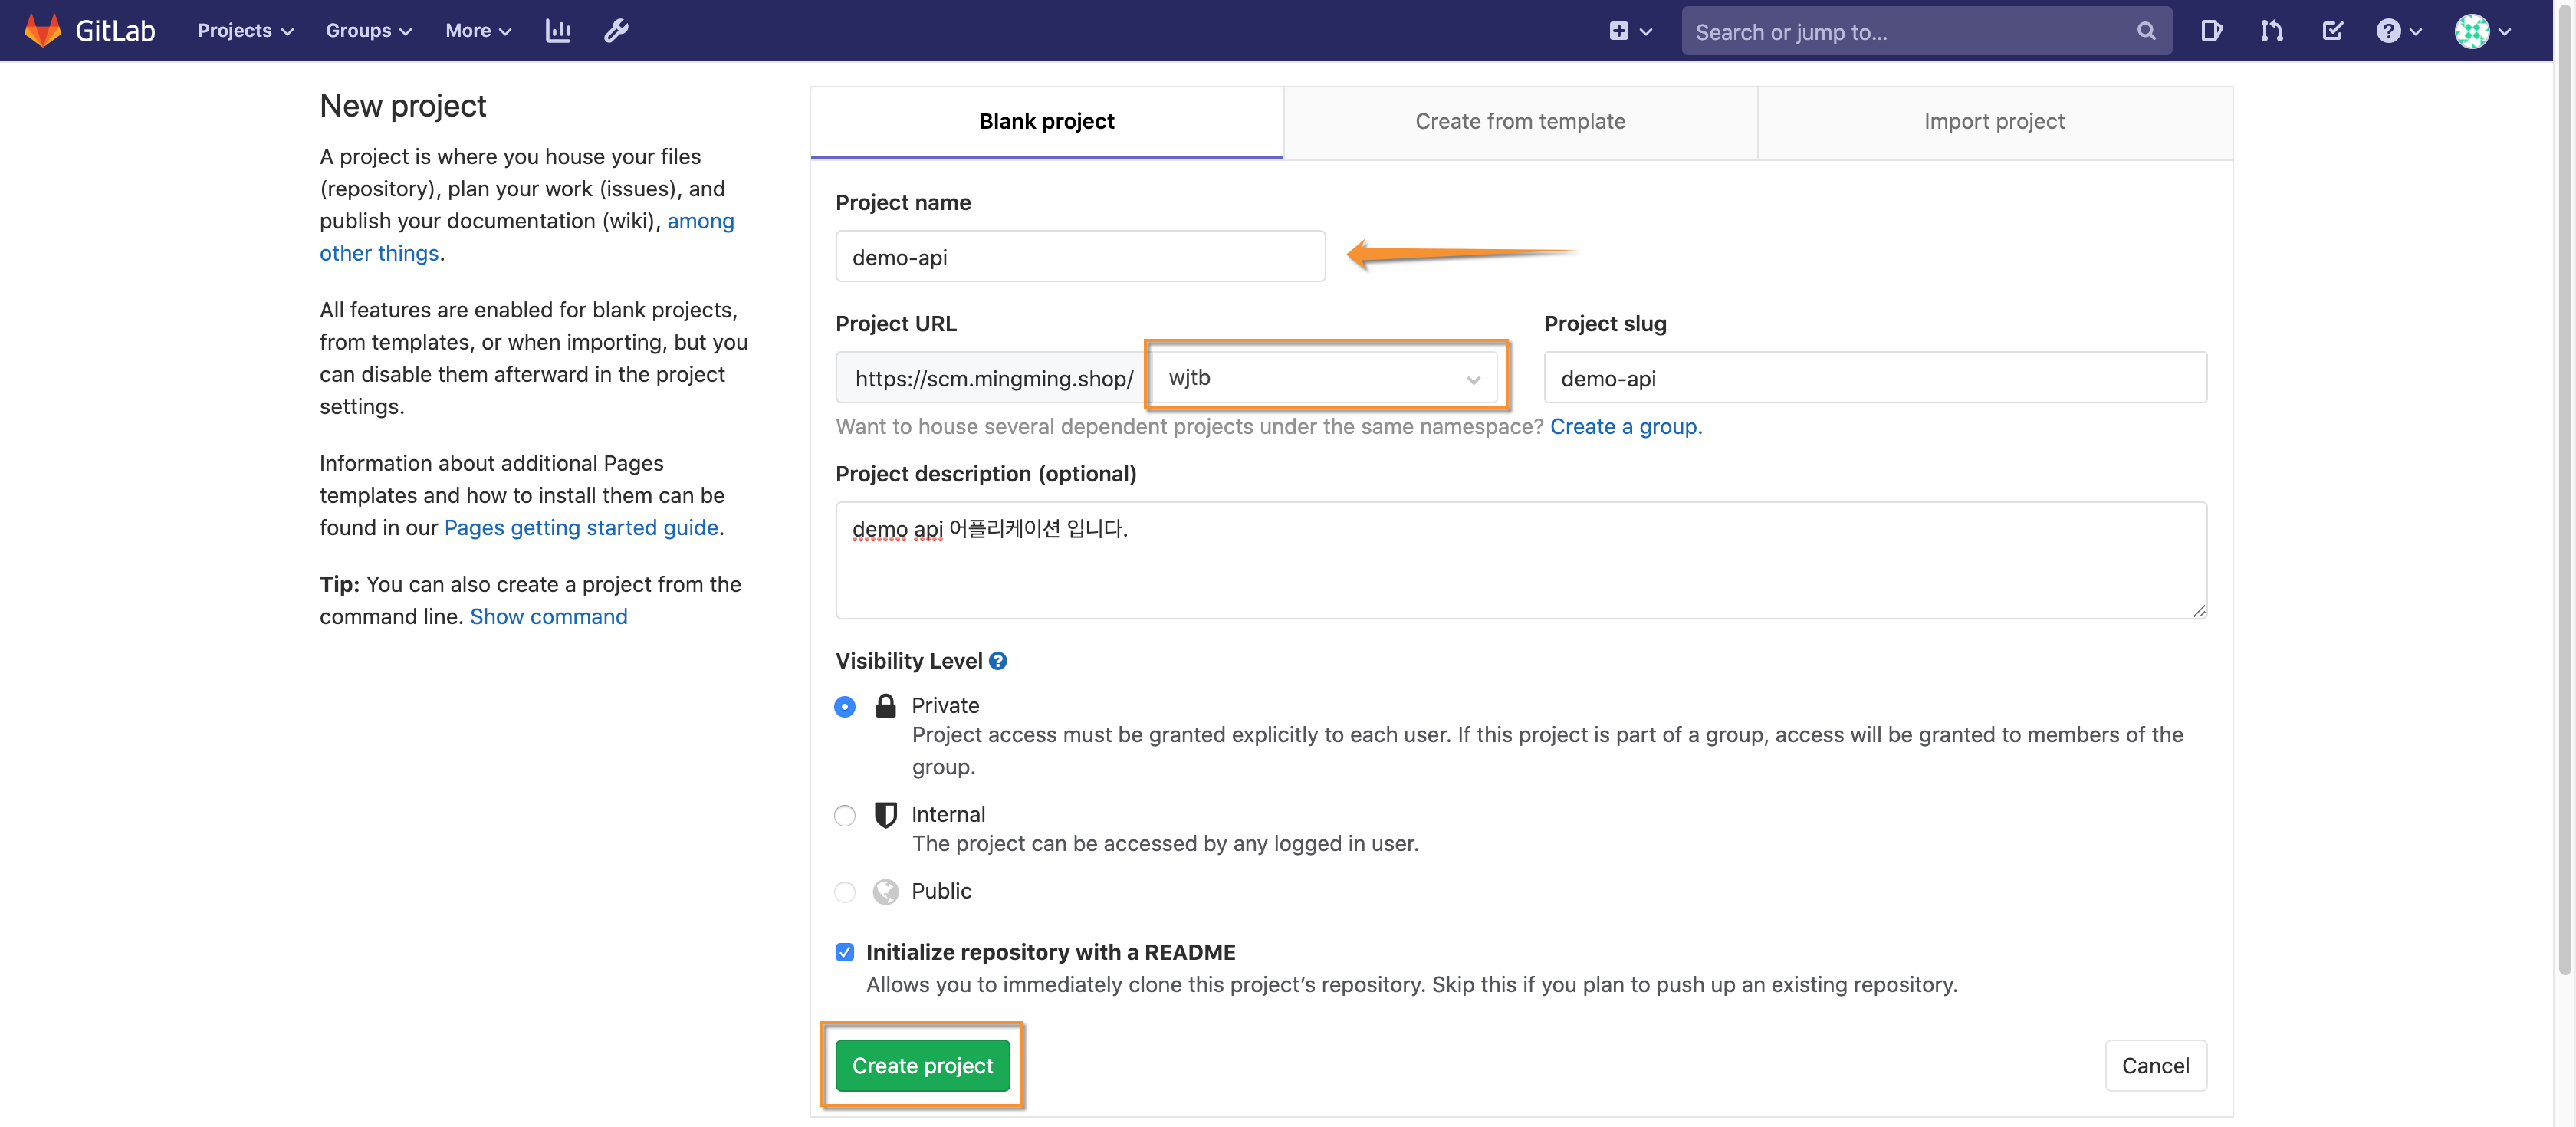 GitLab
Projects
Groups
More
Search or jump to...
New project
A project is where you house your files
(repository), plan your work (issues), and
publish your documentation (wiki), among
other things.
All features are enabled for blank projects,
from templates, or when importing, but you
can disable them afterward in the project
settings.
Information about additional Pages
templates and how to install them can be
found in our Pages getting started guide.
Tip: You can also create a project from the
command line. Show command
Blank project
Create from template
Import project
Project name
demo-api
Project URL
https://scm.mingming.shop/
wjtb
Project slug
demo-api
Want to house several dependent projects under the same namespace? Create a group.
Project description (optional)
demo api 어플리케이션 입니다.
Visibility Level
Private
Project access must be granted explicitly to each user. If this project is part of a group, access will be granted to members of the
group.
Internal
The project can be accessed by any logged in user.
Public
Initialize repository with a README
Allows you to immediately clone this project’s repository. Skip this if you plan to push up an existing repository.
Create project
Cancel